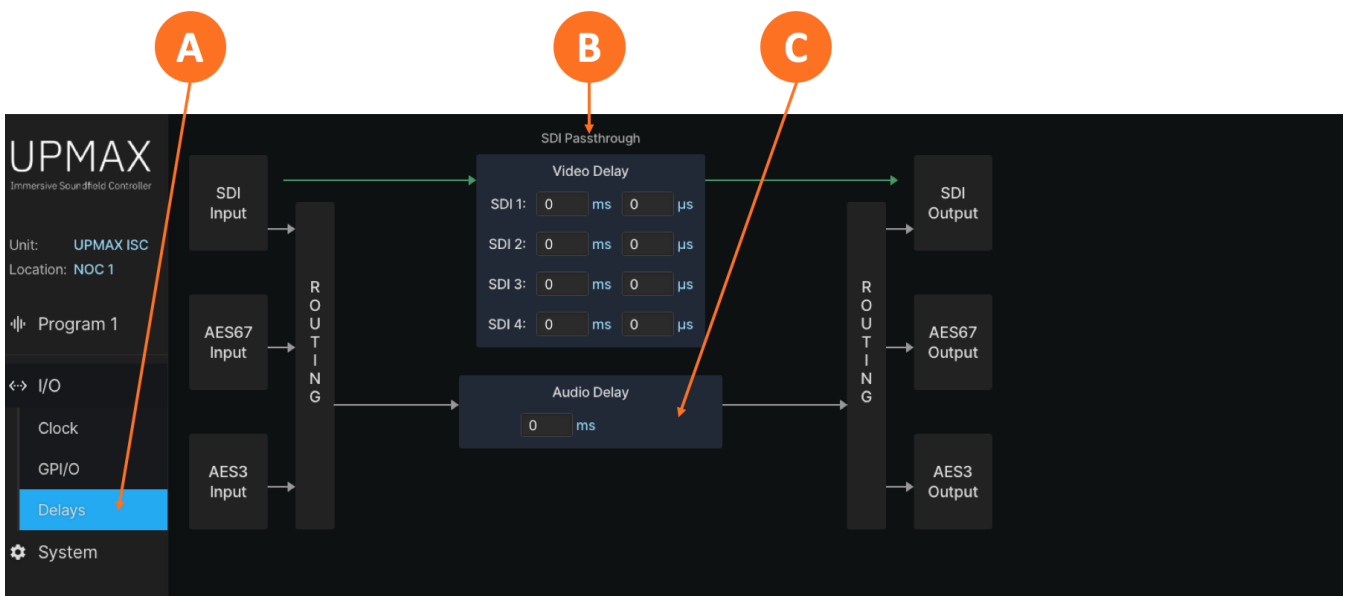 A
B
C
UPMAX
Immersive Soundfield Controller
Unit: UPMAX ISC
Location: NOC 1
Program 1
I/O
Clock
GPI/O
Delays
System
SDI
Input
AES67
Input
AES3
Input
ROUTING
SDI Passthrough
Video Delay
SDI 1: 0 ms 0 µs
SDI 2: 0 ms 0 µs
SDI 3: 0 ms 0 µs
SDI 4: 0 ms 0 µs
Audio Delay
0 ms
ROUTING
SDI
Output
AES67
Output
AES3
Output